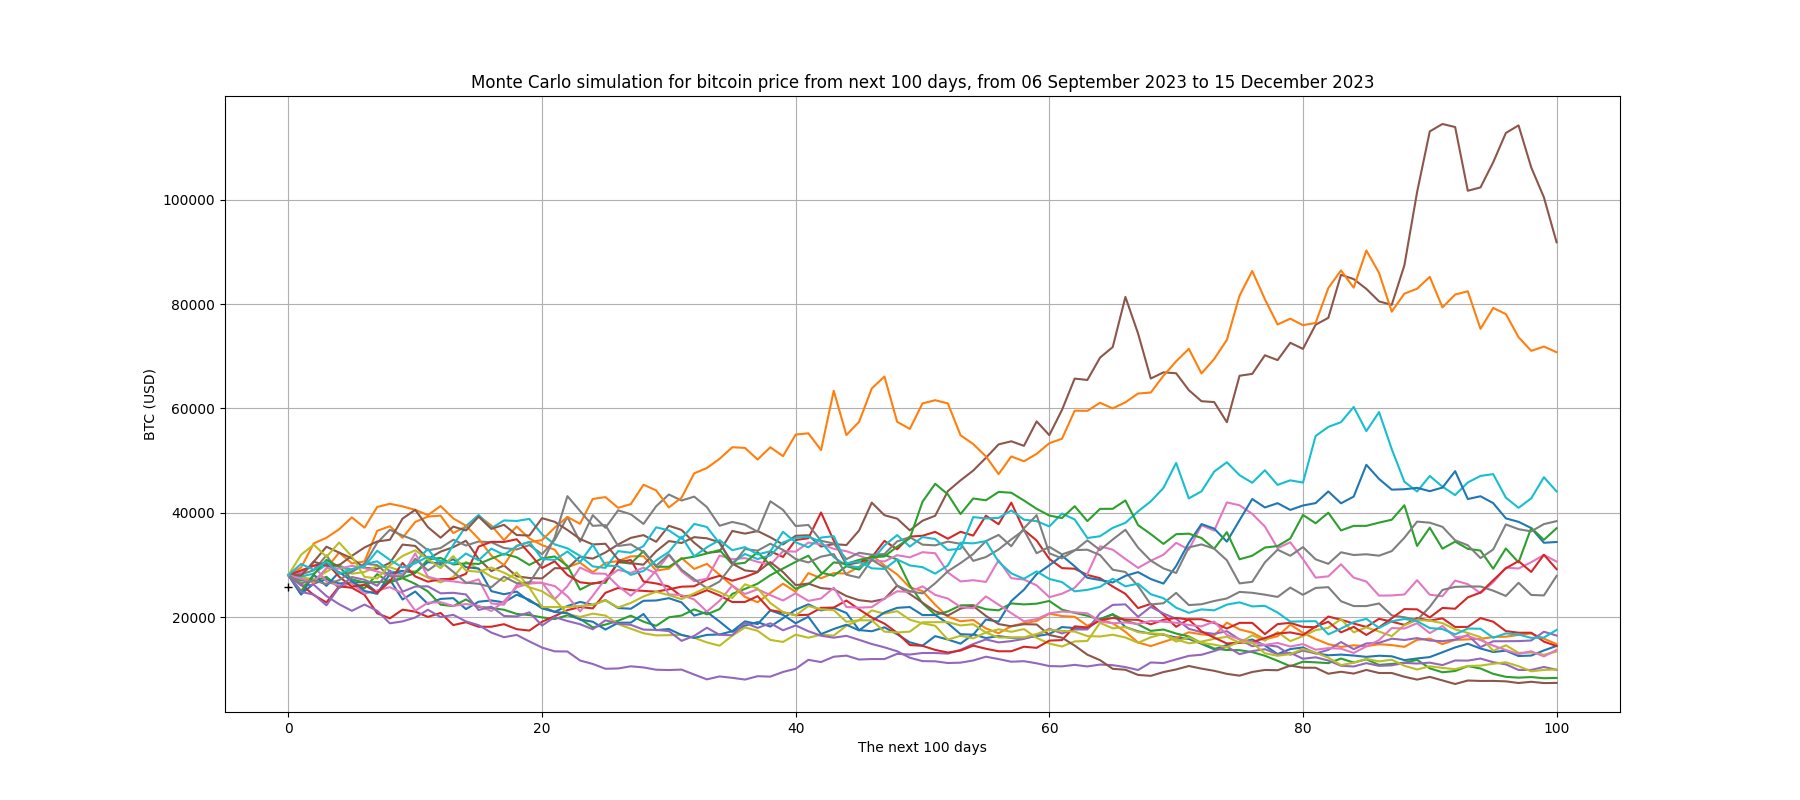 Monte Carlo simulation for bitcoin price from next 100 days, from 06 September 2023 to 15 December 2023
100000
80000
60000
40000
20000
BTC (USD)
0 20 40 60 80 100
The next 100 days